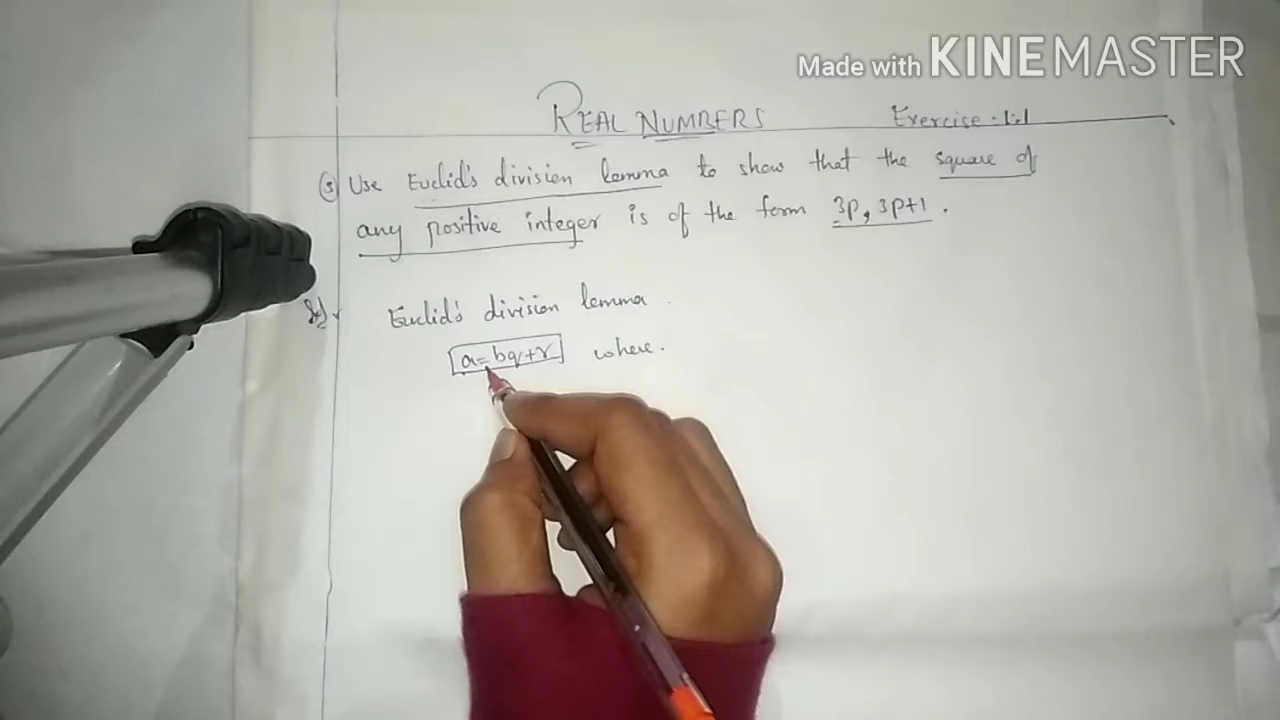 Made with KINEMASTER
REAL NUMBERS Exercise-1.1
③ Use Euclid's division lemma to show that the square of
any positive integer is of the form 3p, 3p+1.
Sol Euclid's division lemma
a=bq+r where.